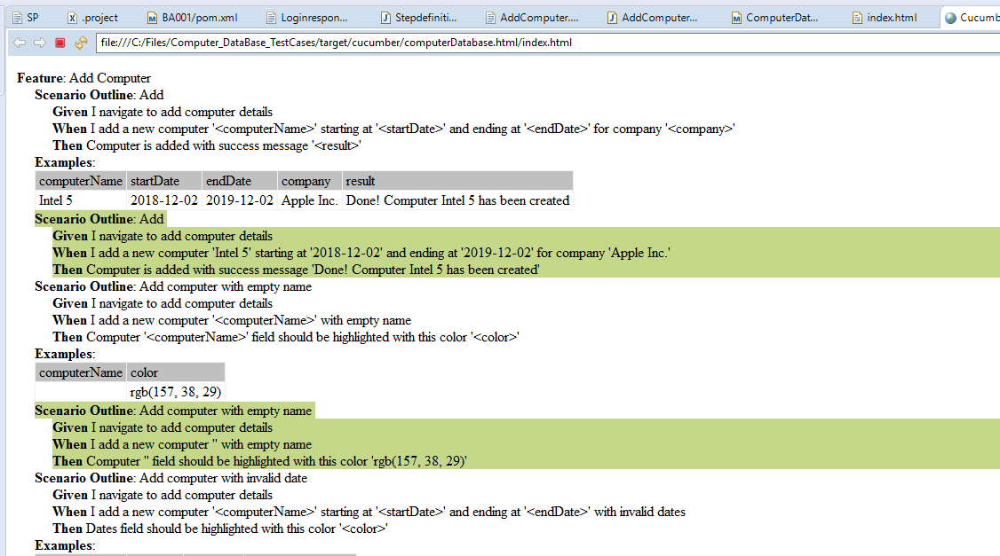 SP .project BA001/pom.xml Loginrespon... Stepdefiniti... AddComputer.... AddComputer... ComputerDat... index.html Cucumb
file:///C:/Files/Computer_DataBase_TestCases/target/cucumber/computerDatabase.html/index.html
Feature: Add Computer
Scenario Outline: Add
Given I navigate to add computer details
When I add a new computer '<computerName>' starting at '<startDate>' and ending at '<endDate>' for company '<company>'
Then Computer is added with success message '<result>'
Examples:
computerName startDate endDate company result
Intel 5 2018-12-02 2019-12-02 Apple Inc. Done! Computer Intel 5 has been created
Scenario Outline: Add
Given I navigate to add computer details
When I add a new computer 'Intel 5' starting at '2018-12-02' and ending at '2019-12-02' for company 'Apple Inc.'
Then Computer is added with success message 'Done! Computer Intel 5 has been created'
Scenario Outline: Add computer with empty name
Given I navigate to add computer details
When I add a new computer '<computerName>' with empty name
Then Computer '<computerName>' field should be highlighted with this color '<color>'
Examples:
computerName color
rgb(157, 38, 29)
Scenario Outline: Add computer with empty name
Given I navigate to add computer details
When I add a new computer '' with empty name
Then Computer '' field should be highlighted with this color 'rgb(157, 38, 29)'
Scenario Outline: Add computer with invalid date
Given I navigate to add computer details
When I add a new computer '<computerName>' starting at '<startDate>' and ending at '<endDate>' with invalid dates
Then Dates field should be highlighted with this color '<color>'
Examples: